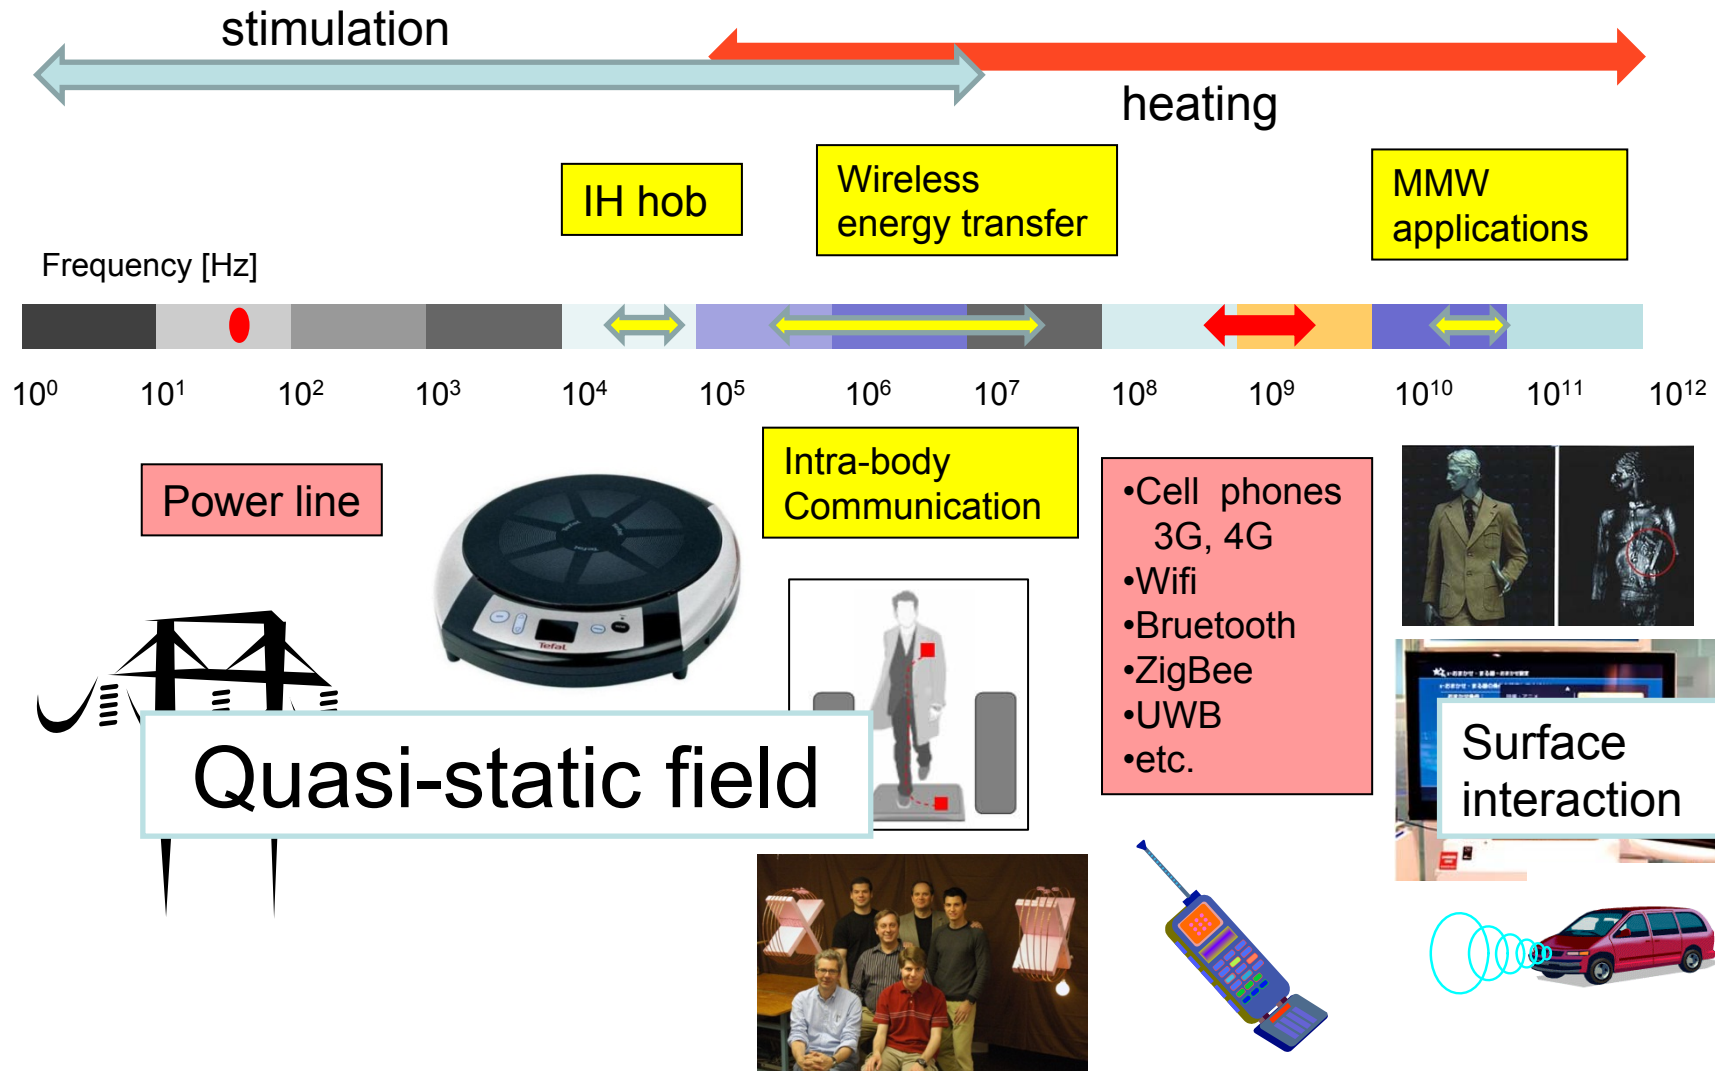 stimulation
heating
IH hob
Wireless
energy transfer
MMW
applications
Frequency [Hz]
10⁰ 10¹ 10² 10³ 10⁴ 10⁵ 10⁶ 10⁷ 10⁸ 10⁹ 10¹⁰ 10¹¹ 10¹²
Power line
Tefal
Intra-body
Communication
•Cell phones
3G, 4G
•Wifi
•Bruetooth
•ZigBee
•UWB
•etc.
Quasi-static field
Surface
interaction